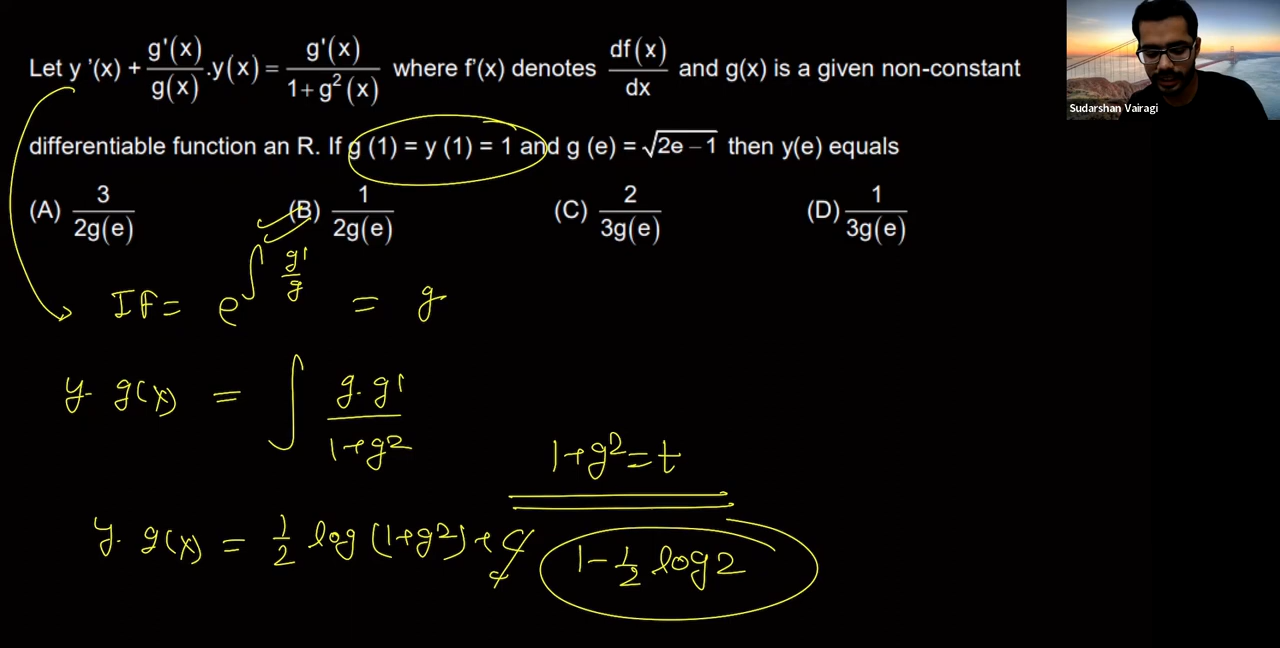 Let y '(x) + g'(x)/g(x) .y(x) = g'(x)/1+g²(x) where f'(x) denotes df(x)/dx and g(x) is a given non-constant
differentiable function an R. If g (1) = y (1) = 1 and g (e) = √2e – 1 then y(e) equals
(A) 3/2g(e) (B) 1/2g(e) (C) 2/3g(e) (D) 1/3g(e)
Sudarshan Vairagi
IF = e^∫ g'/g = g
y. g(x) = ∫ g. g'/1+g2
1+g2 = t
y. g(x) = 1/2 log (1+g2) + c
1 - 1/2 log 2